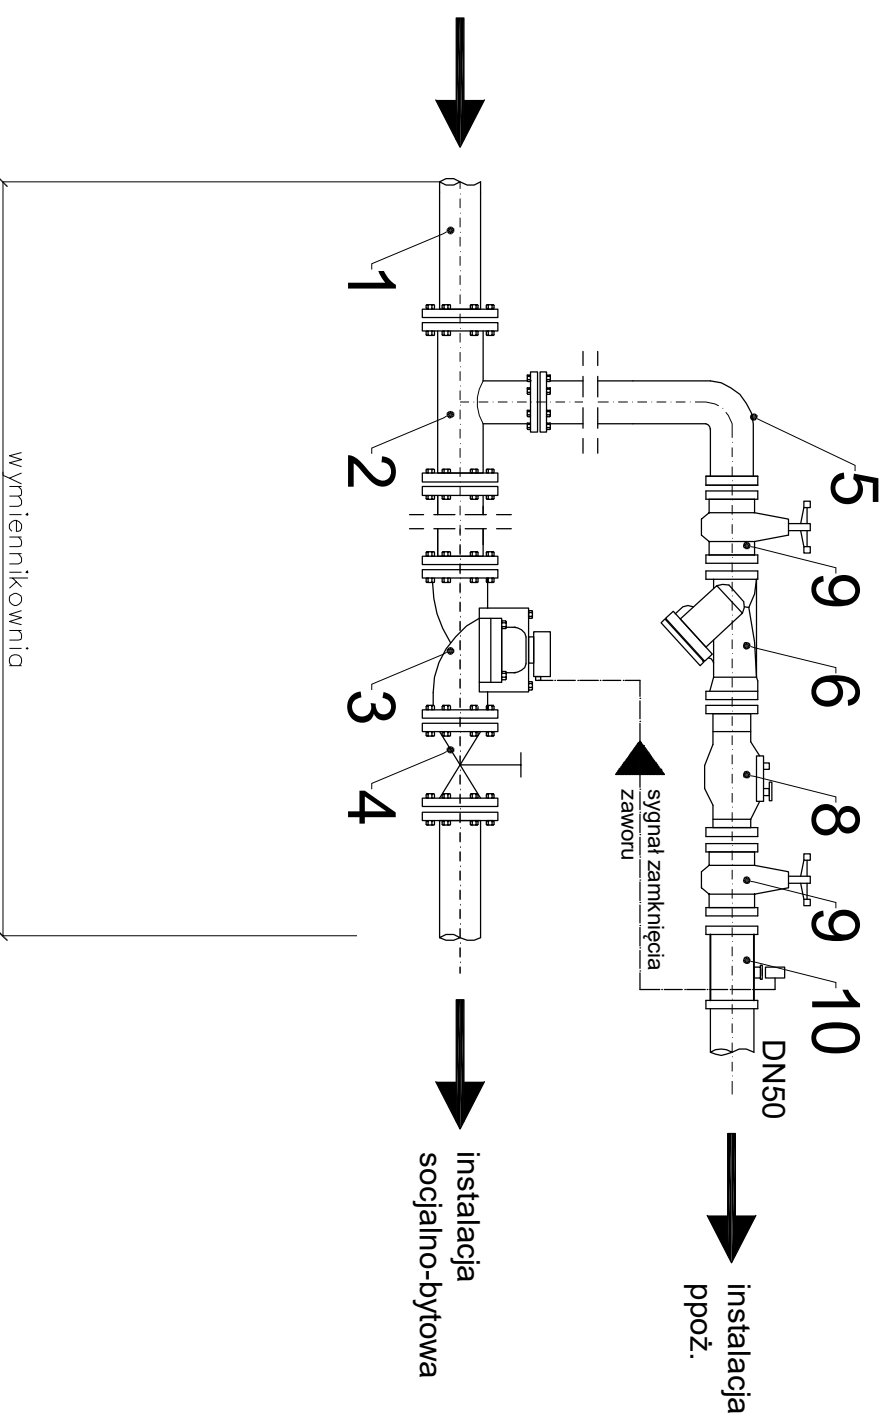 5
9
6
8
9
10
DN50
instalacja
ppoż.
sygnał zamknięcia
zaworu
instalacja
socjalno-bytowa
1
2
3
4
wymiennikownia